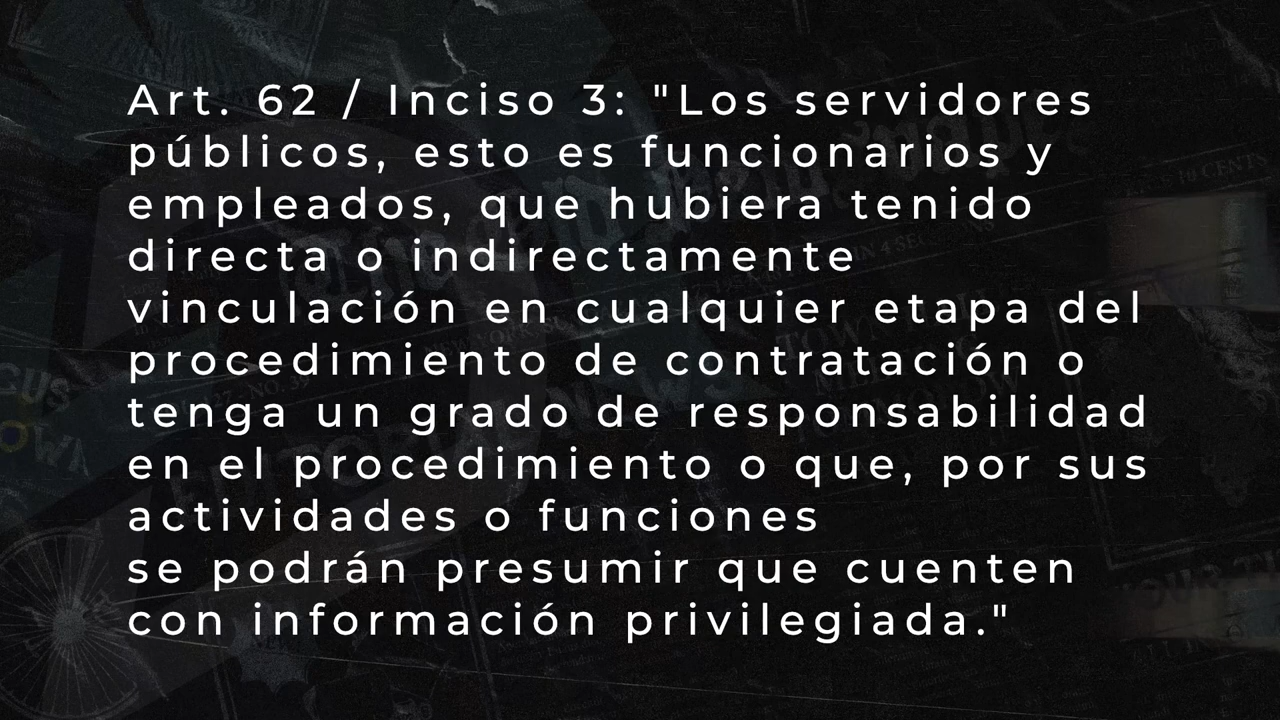 Art. 62 / Inciso 3: "Los servidores
públicos, esto es funcionarios y
empleados, que hubiera tenido
directa o indirectamente
vinculación en cualquier etapa del
procedimiento de contratación o
tenga un grado de responsabilidad
en el procedimiento o que, por sus
actividades o funciones
se podrán presumir que cuenten
con información privilegiada."